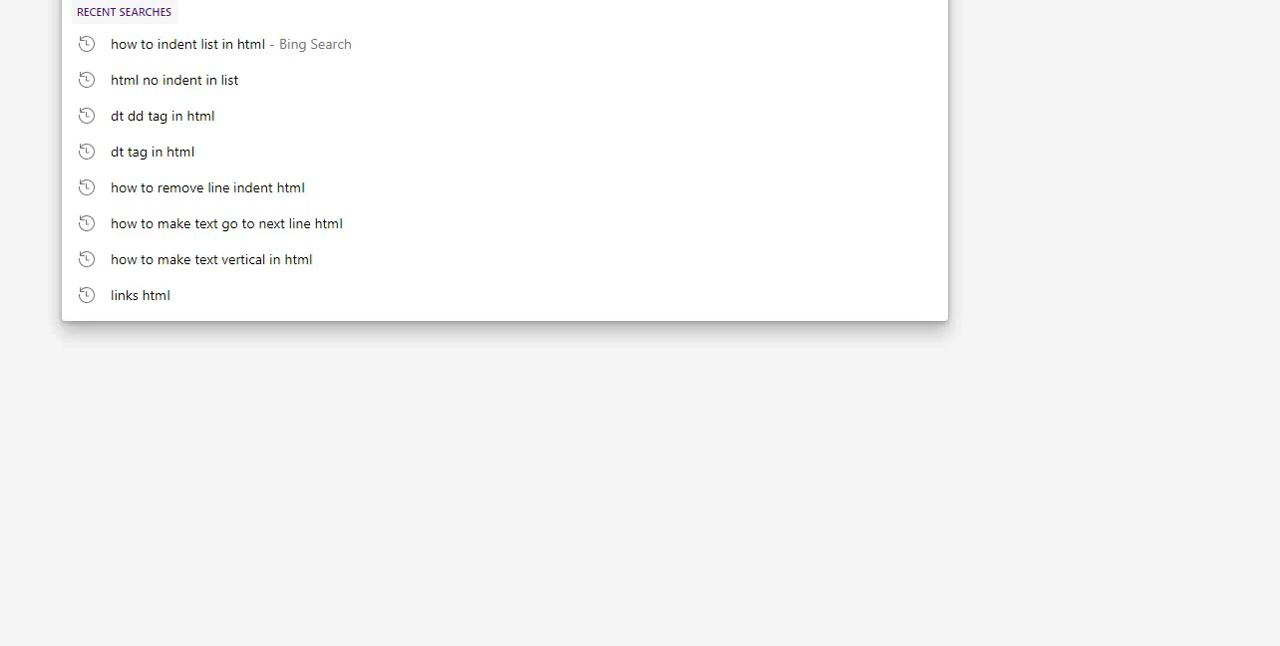 RECENT SEARCHES
how to indent list in html - Bing Search
html no indent in list
dt dd tag in html
dt tag in html
how to remove line indent html
how to make text go to next line html
how to make text vertical in html
links html